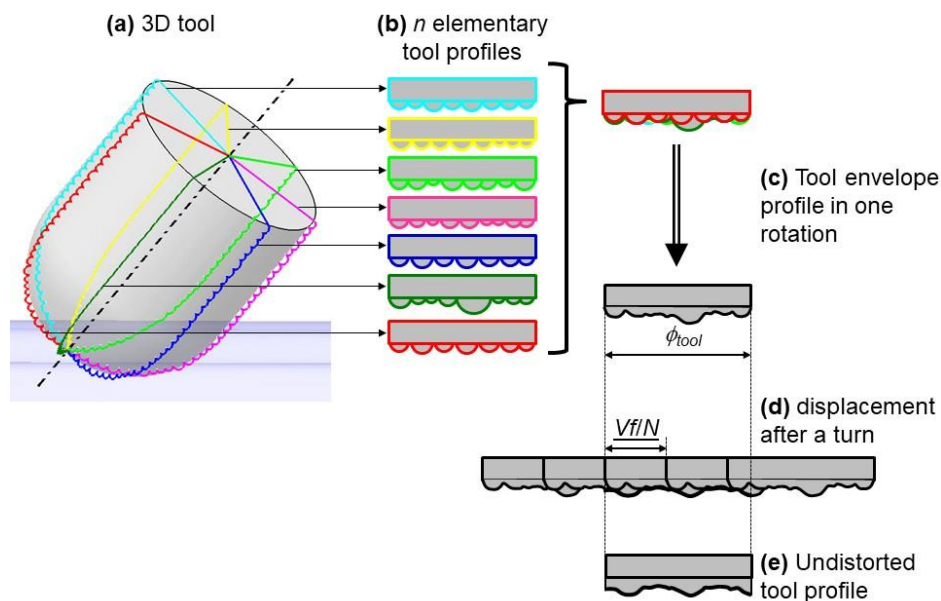 (a) 3D tool
(b) n elementary
tool profiles
(c) Tool envelope
profile in one
rotation
ϕtool
(d) displacement
after a turn
Vf/N
(e) Undistorted
tool profile